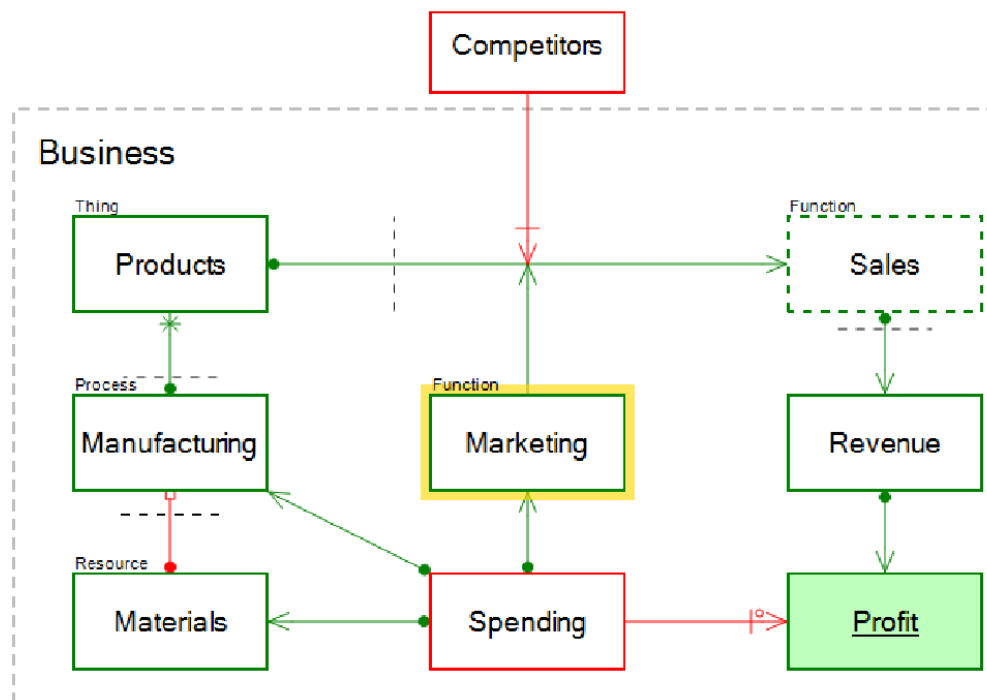 Competitors
Business
Thing
Function
Products
Sales
Process
Function
Manufacturing
Marketing
Revenue
Resource
Materials
Spending
Profit